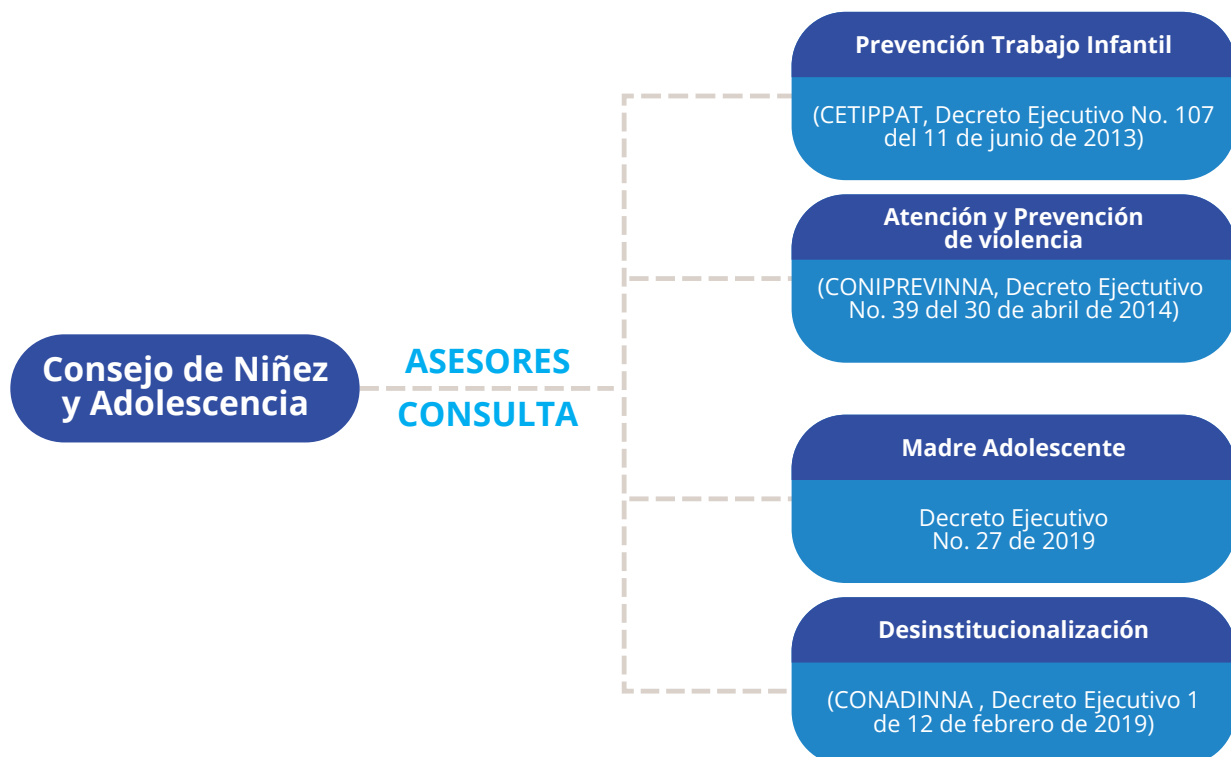 Prevención Trabajo Infantil
(CETIPPAT, Decreto Ejecutivo No. 107
del 11 de junio de 2013)
Atención y Prevención
de violencia
(CONIPREVINNA, Decreto Ejectutivo
No. 39 del 30 de abril de 2014)
Consejo de Niñez
y Adolescencia
ASESORES
CONSULTA
Madre Adolescente
Decreto Ejecutivo
No. 27 de 2019
Desinstitucionalización
(CONADINNA , Decreto Ejecutivo 1
de 12 de febrero de 2019)